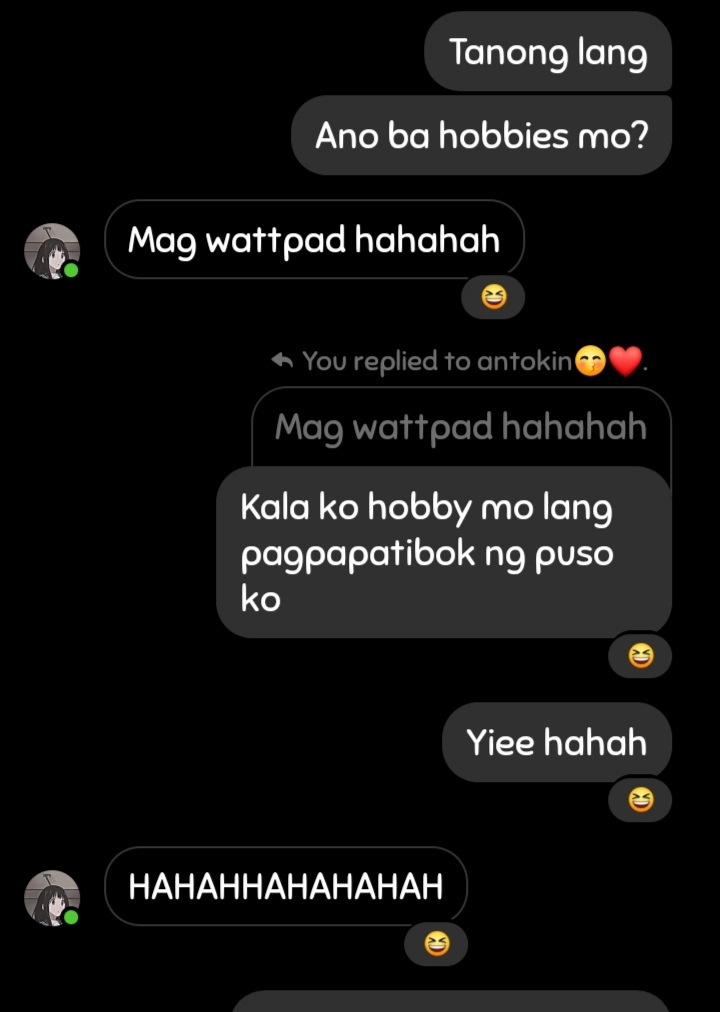 Tanong lang
Ano ba hobbies mo?
Mag wattpad hahahah
😆
You replied to antokin😙❤️.
Mag wattpad hahahah
Kala ko hobby mo lang
pagpapatibok ng puso
ko
😆
Yiee hahah
😆
HAHAHHAHAHAHAH
😆